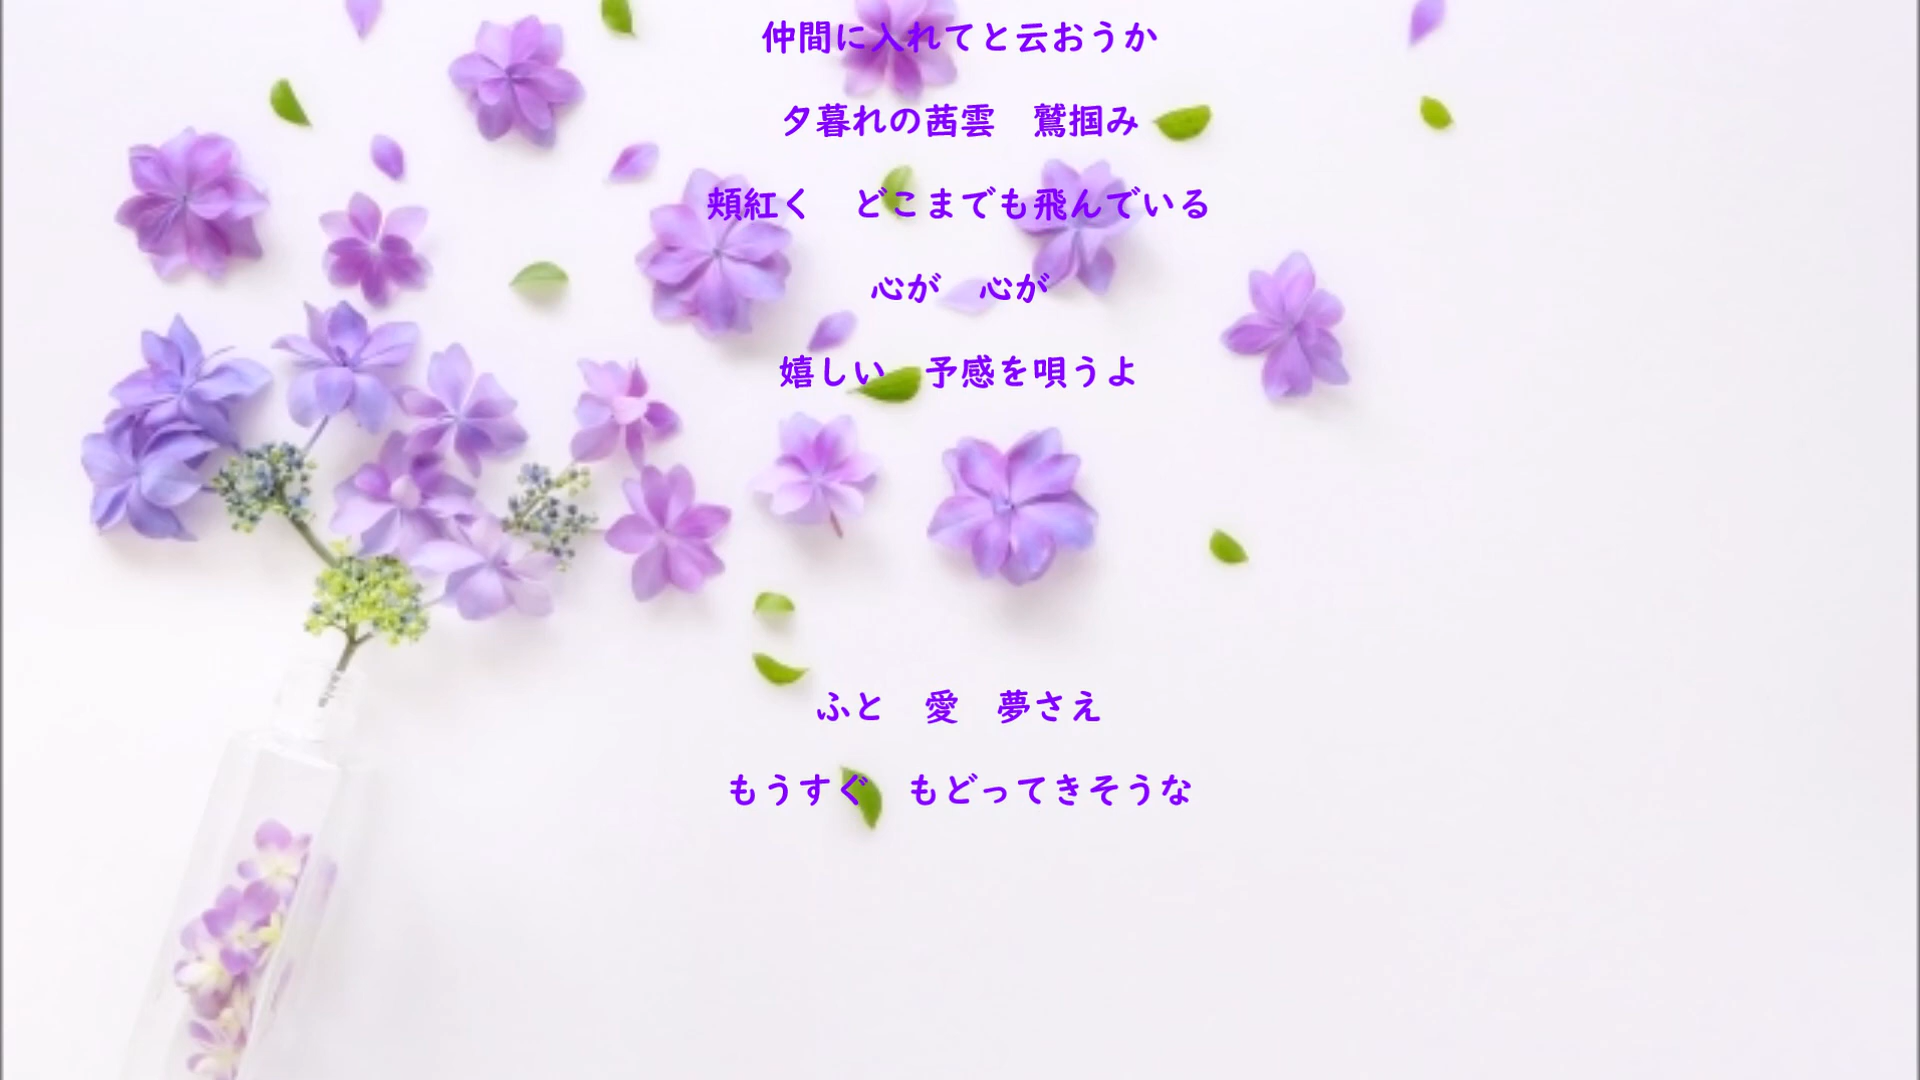 仲間に入れてと云おうか
夕暮れの茜雲　鷲掴み
頬紅く　どこまでも飛んでいる
心が　心が
嬉しい　予感を唄うよ
ふと　愛　夢さえ
もうすぐ　もどってきそうな